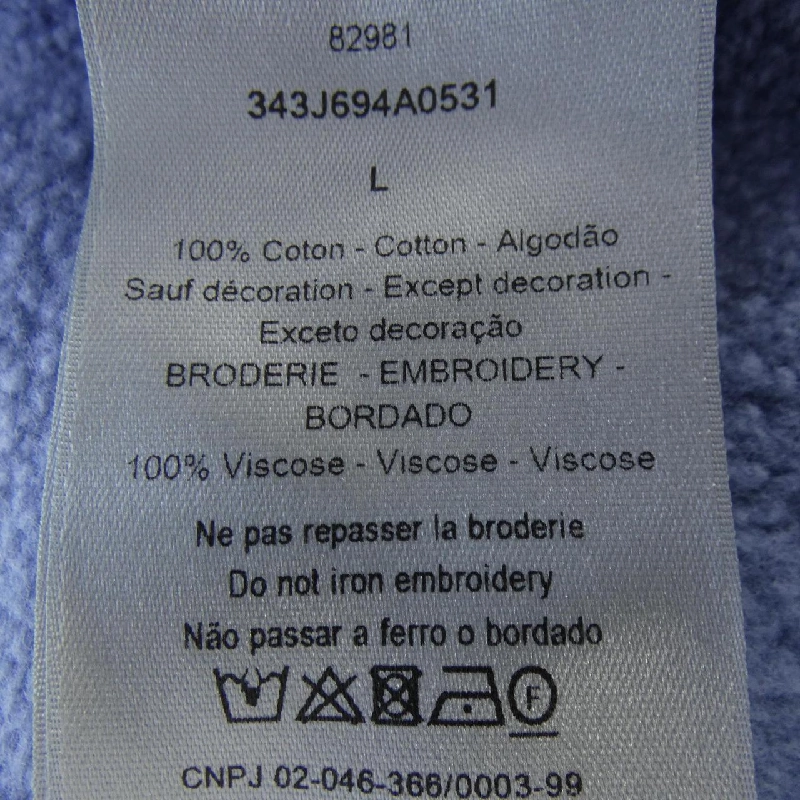 82981
343J694A0531
L
100% Coton - Cotton - Algodão
Sauf décoration - Except decoration -
Exceto decoração
BRODERIE - EMBROIDERY -
BORDADO
100% Viscose - Viscose - Viscose
Ne pas repasser la broderie
Do not iron embroidery
Não passar a ferro o bordado
F
CNPJ 02-046-366/0003-99